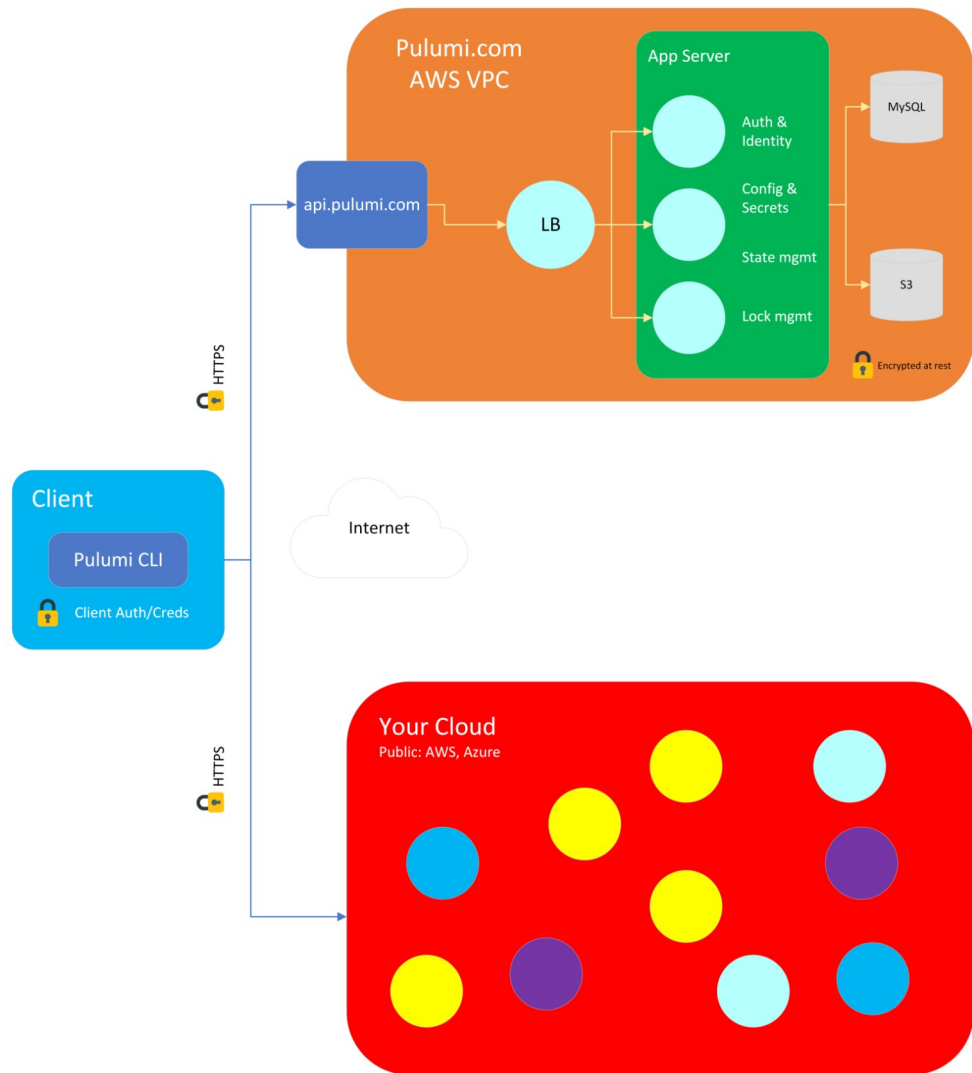 Pulumi.com
AWS VPC
App Server
MySQL
Auth &
Identity
api.pulumi.com
LB
Config &
Secrets
State mgmt
S3
Lock mgmt
Encrypted at rest
HTTPS
Client
Internet
Pulumi CLI
Client Auth/Creds
Your Cloud
Public: AWS, Azure
HTTPS